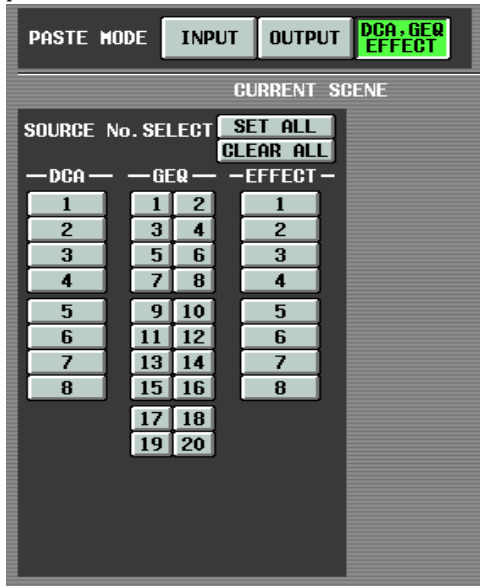 PASTE MODE INPUT OUTPUT DCA,GEQ EFFECT
CURRENT SCENE
SOURCE No. SELECT SET ALL
CLEAR ALL
DCA GEQ EFFECT
1 1 2 1
2 3 4 2
3 5 6 3
4 7 8 4
5 9 10 5
6 11 12 6
7 13 14 7
8 15 16 8
17 18
19 20